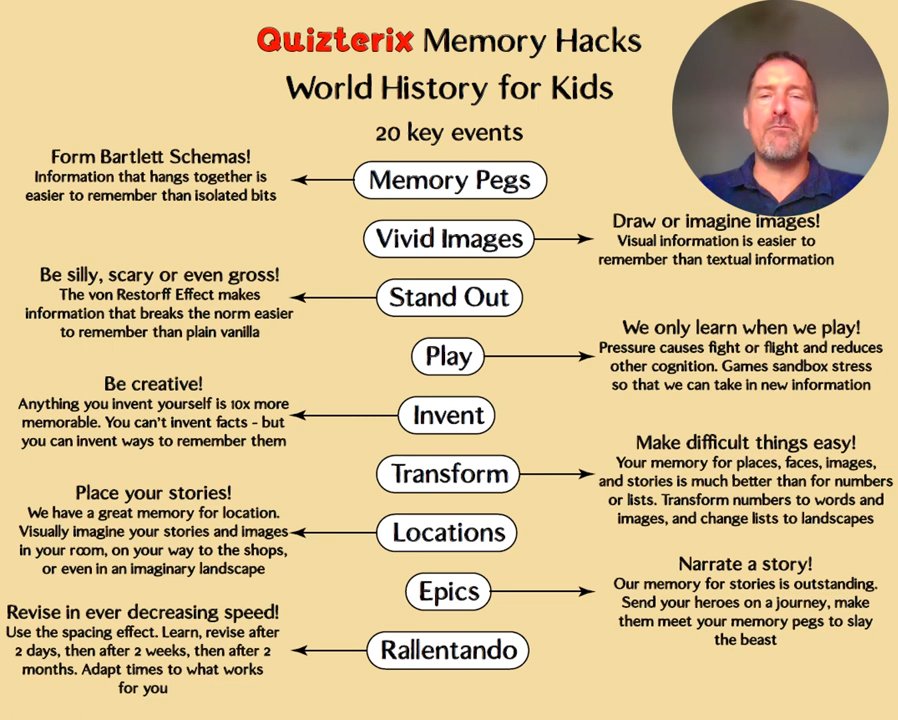 Quizterix Memory Hacks
World History for Kids
20 key events
Memory Pegs
Form Bartlett Schemas!
Information that hangs together is
easier to remember than isolated bits
Vivid Images
Draw or imagine images!
Visual information is easier to
remember than textual information
Stand Out
Be silly, scary or even gross!
The von Restorff Effect makes
information that breaks the norm easier
to remember than plain vanilla
Play
We only learn when we play!
Pressure causes fight or flight and reduces
other cognition. Games sandbox stress
so that we can take in new information
Invent
Be creative!
Anything you invent yourself is 10x more
memorable. You can't invent facts - but
you can invent ways to remember them
Transform
Make difficult things easy!
Your memory for places, faces, images,
and stories is much better than for numbers
or lists. Transform numbers to words and
images, and change lists to landscapes
Locations
Place your stories!
We have a great memory for location.
Visually imagine your stories and images
in your room, on your way to the shops,
or even in an imaginary landscape
Epics
Narrate a story!
Our memory for stories is outstanding.
Send your heroes on a journey, make
them meet your memory pegs to slay
the beast
Rallentando
Revise in ever decreasing speed!
Use the spacing effect. Learn, revise after
2 days, then after 2 weeks, then after 2
months. Adapt times to what works
for you